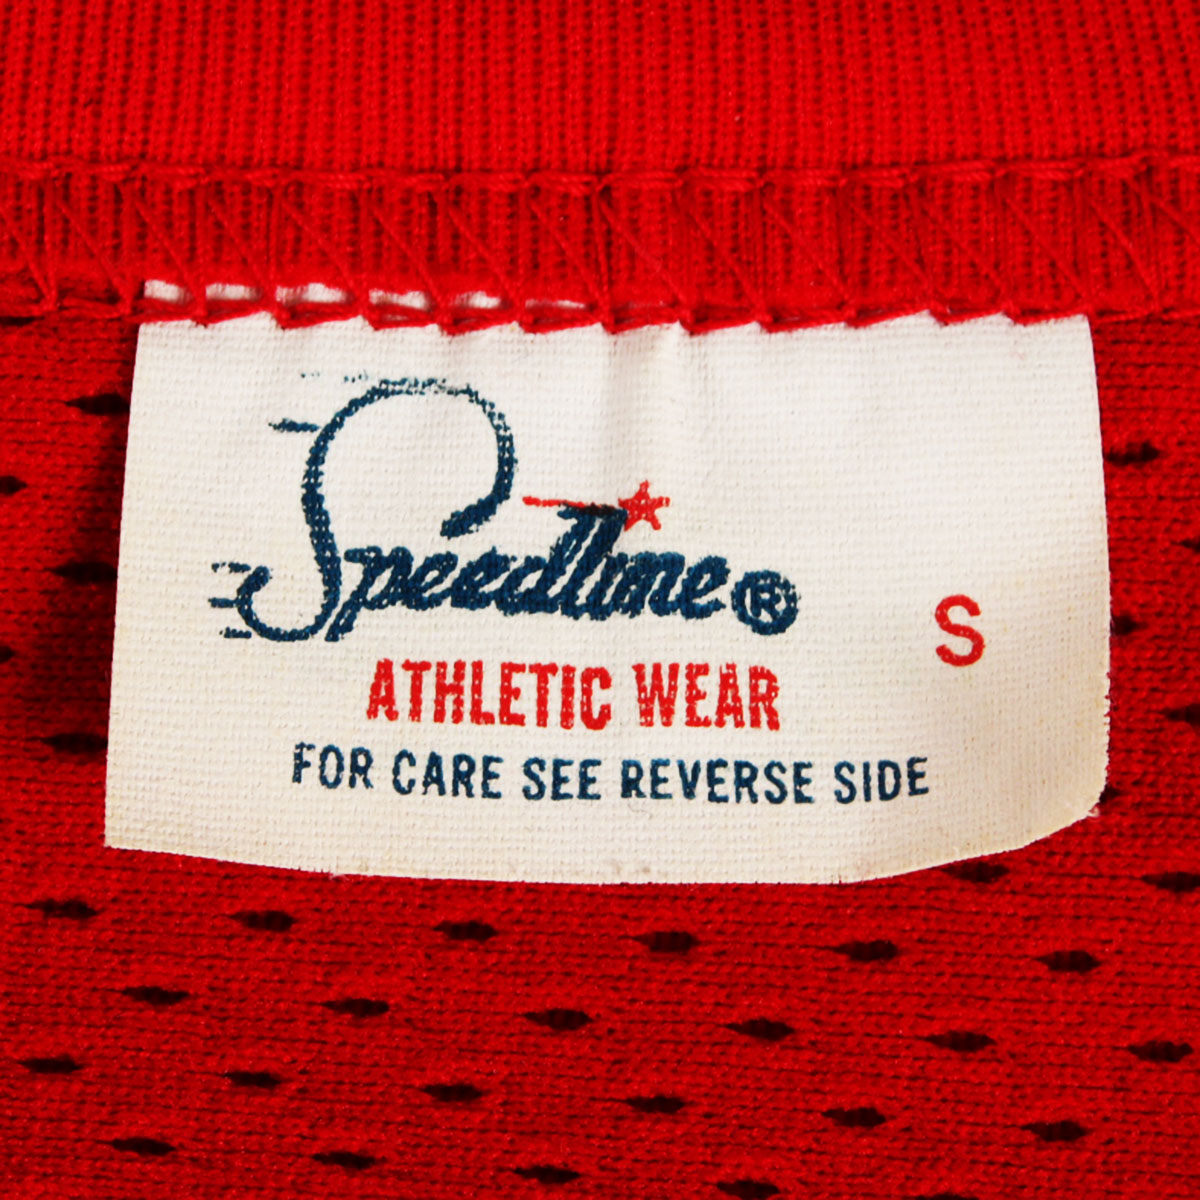 Speedline®
S
ATHLETIC WEAR
FOR CARE SEE REVERSE SIDE